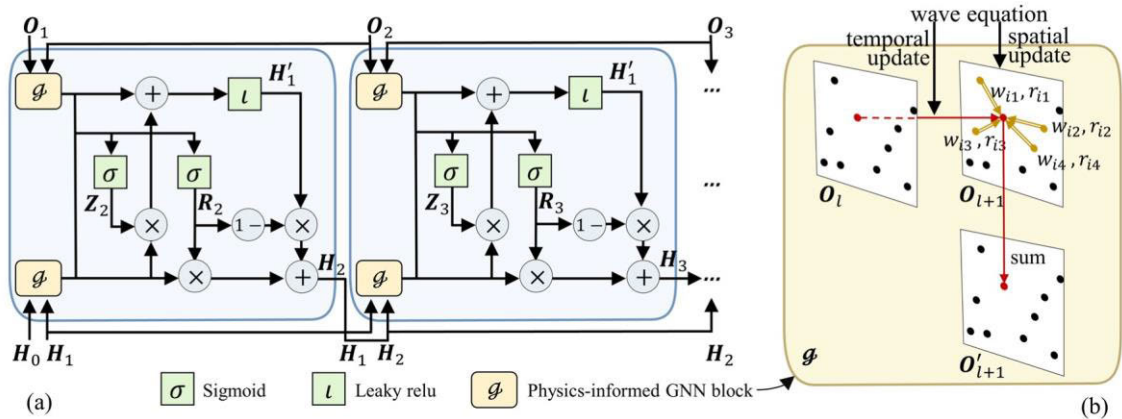 O₁ O₂ O₃
𝓰 + ι H′₁ 𝓰 + ι H′₁ ...
σ σ σ σ
Z₂ R₂ Z₃ R₃ ...
× 1− × × 1− ×
𝓰 × + H₂ 𝓰 × + H₃ ...
H₀ H₁ H₁ H₂ H₂
(a) σ Sigmoid ι Leaky relu 𝓰 Physics-informed GNN block
wave equation
temporal update
spatial update
wᵢ₁, rᵢ₁
wᵢ₂, rᵢ₂
wᵢ₃, rᵢ₃
wᵢ₄, rᵢ₄
Oₗ Oₗ₊₁
sum
𝓰 O′ₗ₊₁
(b)